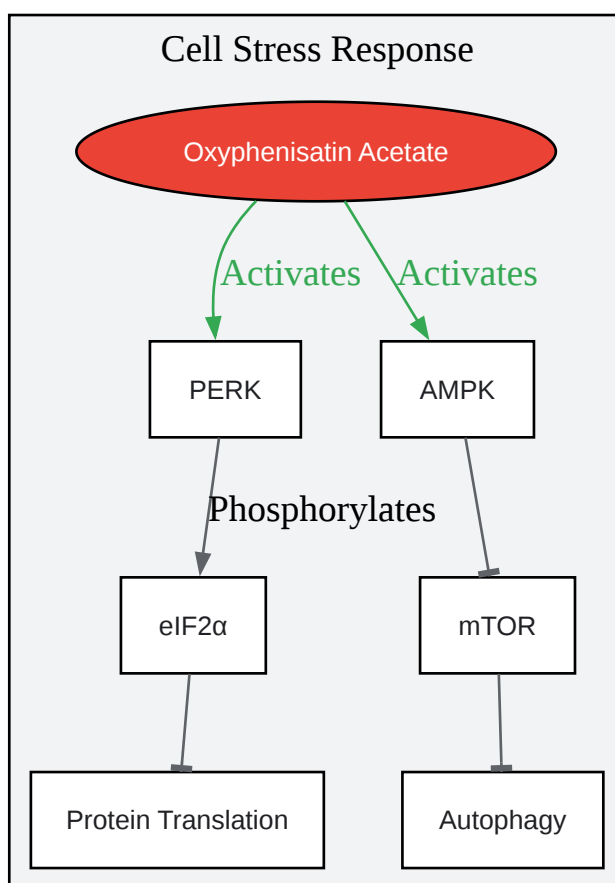 Cell Stress Response
Oxyphenisatin Acetate
Activates
Activates
PERK
AMPK
Phosphorylates
eIF2α
mTOR
Protein Translation
Autophagy